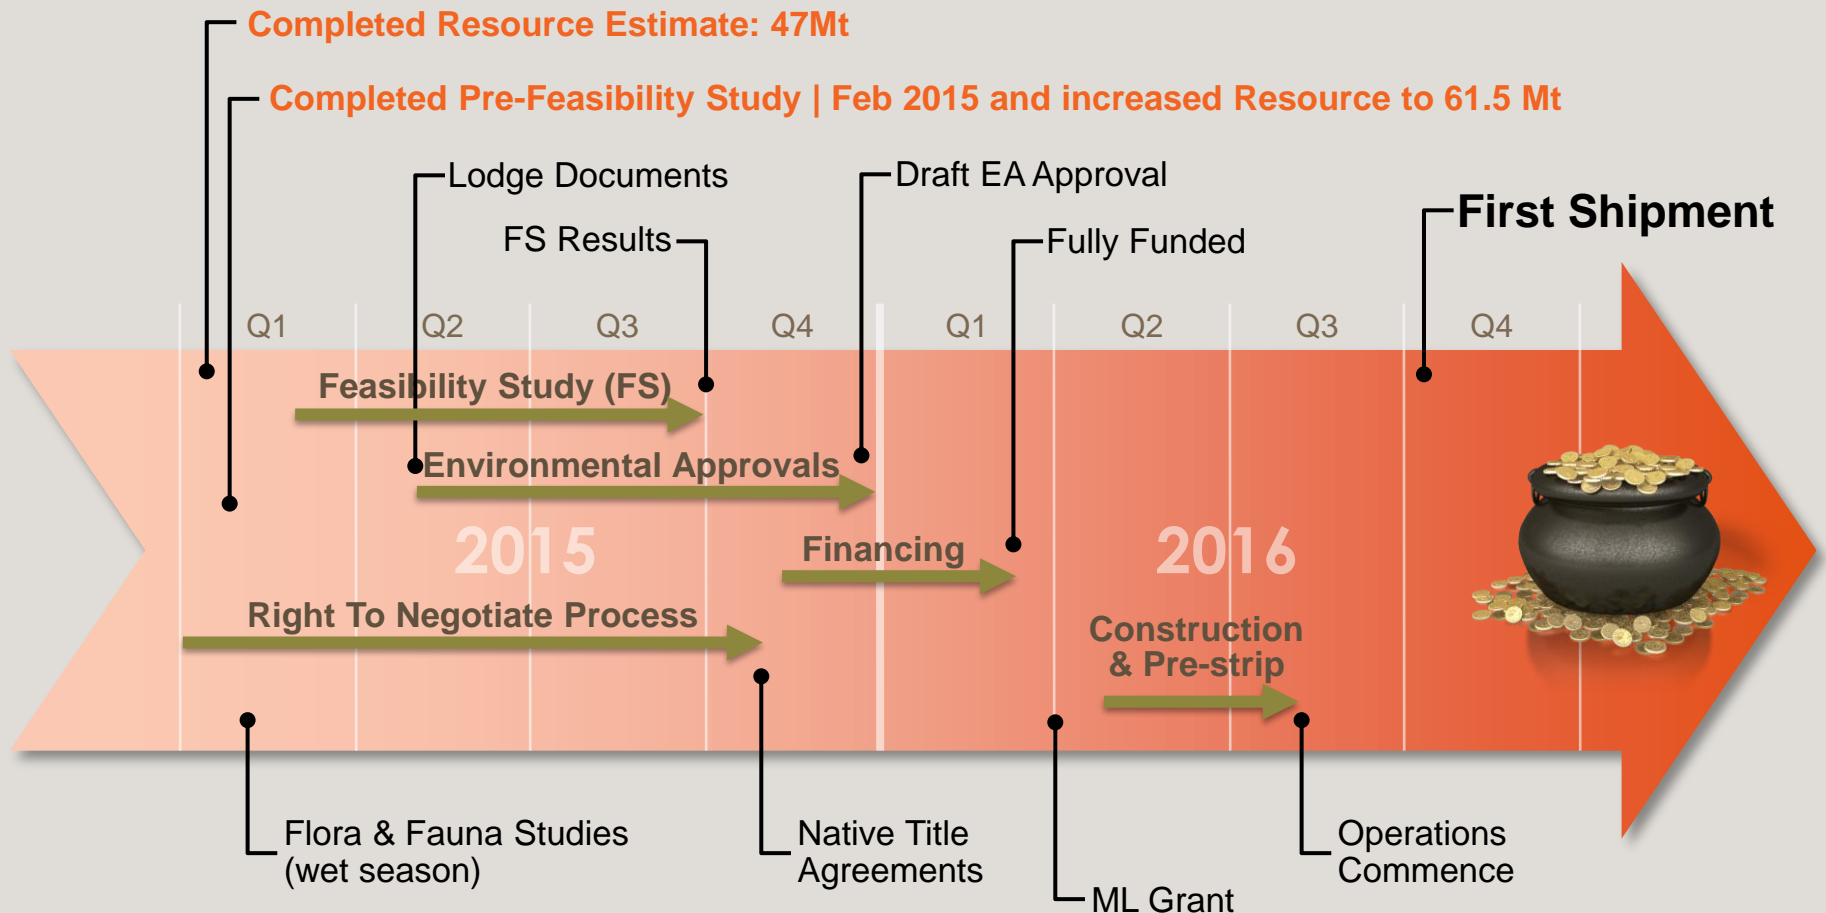 Completed Resource Estimate: 47Mt
Completed Pre-Feasibility Study | Feb 2015 and increased Resource to 61.5 Mt
Lodge Documents
Draft EA Approval
First Shipment
FS Results
Fully Funded
Q1 Q2 Q3 Q4 Q1 Q2 Q3 Q4
Feasibility Study (FS)
Environmental Approvals
2015
Financing
2016
Right To Negotiate Process
Construction
& Pre-strip
Flora & Fauna Studies
(wet season)
Native Title
Agreements
ML Grant
Operations
Commence